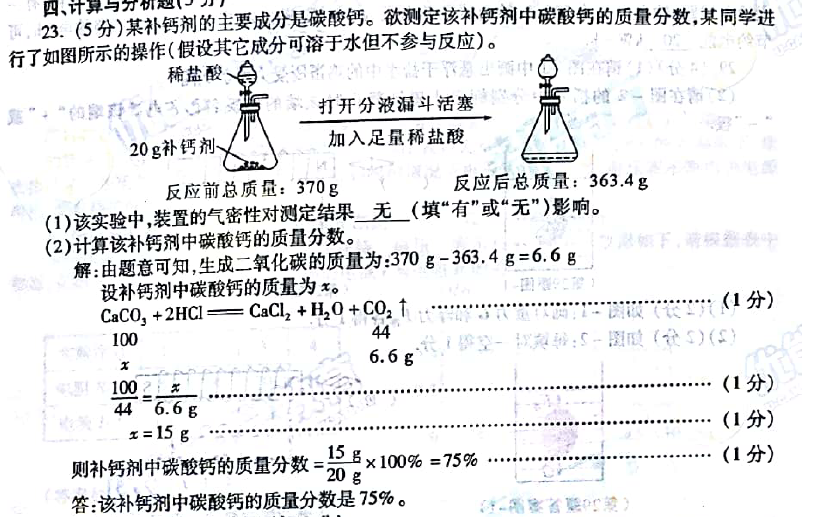 四、计算与分析题(5分)
23.(5分)某补钙剂的主要成分是碳酸钙。欲测定该补钙剂中碳酸钙的质量分数,某同学进
行了如图所示的操作(假设其它成分可溶于水但不参与反应)。
稀盐酸
打开分液漏斗活塞
加入足量稀盐酸
20 g补钙剂
反应前总质量：370 g
反应后总质量：363.4 g
(1)该实验中,装置的气密性对测定结果 无 (填“有”或“无”)影响。
(2)计算该补钙剂中碳酸钙的质量分数。
解:由题意可知,生成二氧化碳的质量为:370 g-363.4 g=6.6 g
设补钙剂中碳酸钙的质量为x。
CaCO₃+2HCl══CaCl₂+H₂O+CO₂↑ ………… (1分)
100 44
x 6.6 g
100/44=x/6.6 g ………… (1分)
x=15 g ………… (1分)
则补钙剂中碳酸钙的质量分数=15 g/20 g×100% =75% ………… (1分)
答:该补钙剂中碳酸钙的质量分数是75%。